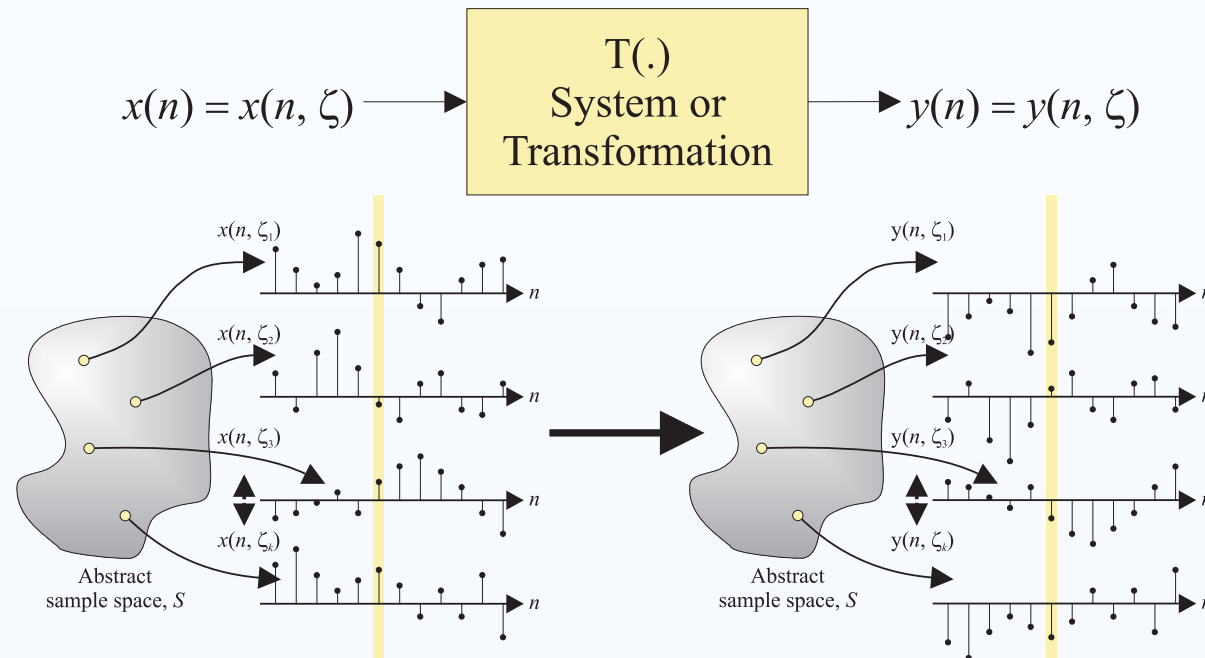 T(.)
System or
Transformation
x(n) = x(n, ζ)
y(n) = y(n, ζ)
x(n, ζ₁)
n
x(n, ζ₂)
n
x(n, ζ₃)
n
x(n, ζₖ)
n
Abstract
sample space, S
y(n, ζ₁)
n
y(n, ζ₂)
n
y(n, ζ₃)
n
y(n, ζₖ)
n
Abstract
sample space, S